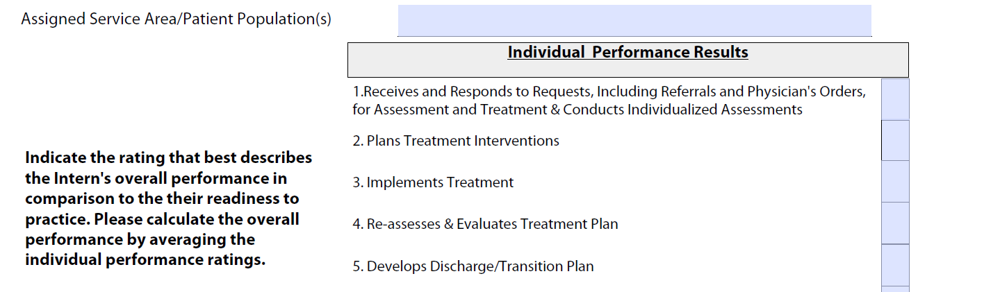 Assigned Service Area/Patient Population(s)
Individual Performance Results
1.Receives and Responds to Requests, Including Referrals and Physician's Orders,
for Assessment and Treatment & Conducts Individualized Assessments
2. Plans Treatment Interventions
Indicate the rating that best describes
the Intern's overall performance in
comparison to the their readiness to
practice. Please calculate the overall
performance by averaging the
individual performance ratings.
3. Implements Treatment
4. Re-assesses & Evaluates Treatment Plan
5. Develops Discharge/Transition Plan